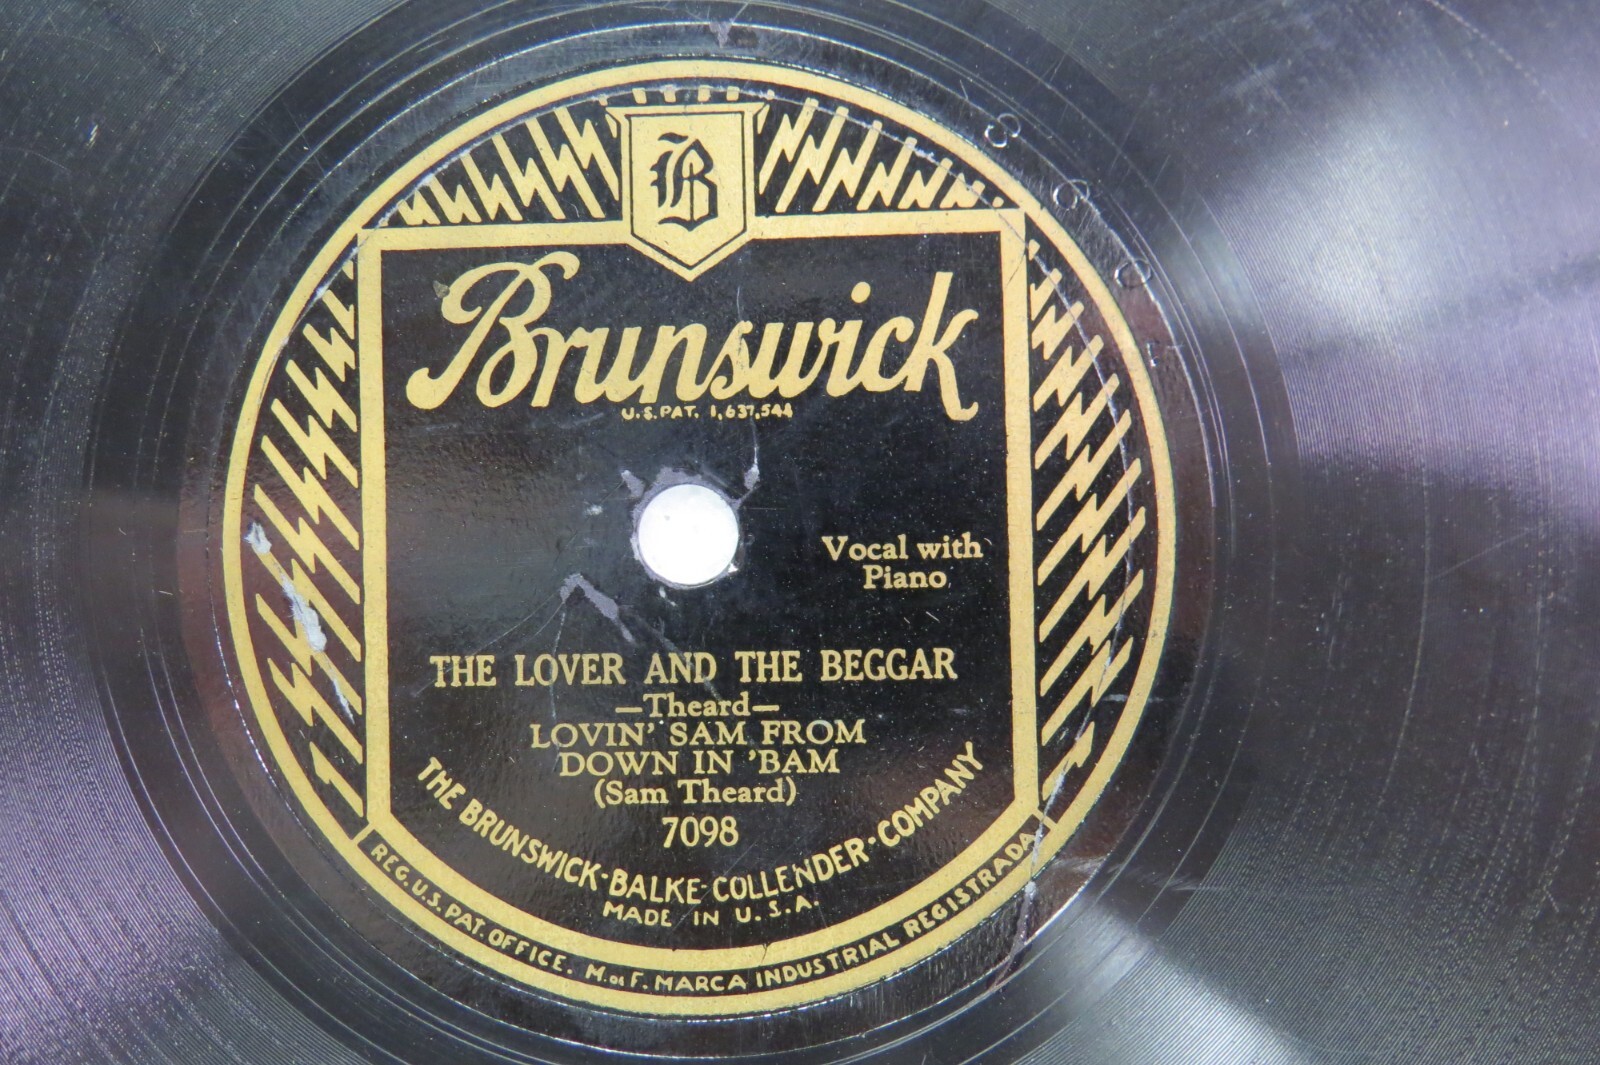 B
Brunswick
U.S. PAT. 1,637,544
Vocal with
Piano
THE LOVER AND THE BEGGAR
—Theard—
LOVIN' SAM FROM
DOWN IN 'BAM
(Sam Theard)
7098
THE BRUNSWICK-BALKE-COLLENDER-COMPANY
MADE IN U.S.A.
REG. U.S. PAT. OFFICE. M. de F. MARCA INDUSTRIAL REGISTRADA